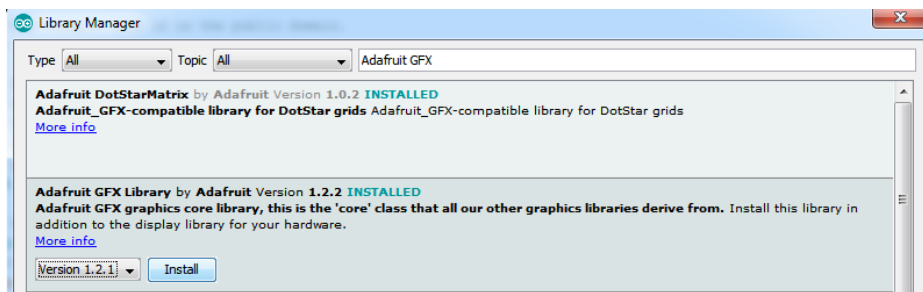 Library Manager
Type All Topic All Adafruit GFX
Adafruit DotStarMatrix by Adafruit Version 1.0.2 INSTALLED
Adafruit_GFX-compatible library for DotStar grids Adafruit_GFX-compatible library for DotStar grids
More info
Adafruit GFX Library by Adafruit Version 1.2.2 INSTALLED
Adafruit GFX graphics core library, this is the 'core' class that all our other graphics libraries derive from. Install this library in
addition to the display library for your hardware.
More info
Version 1.2.1 Install